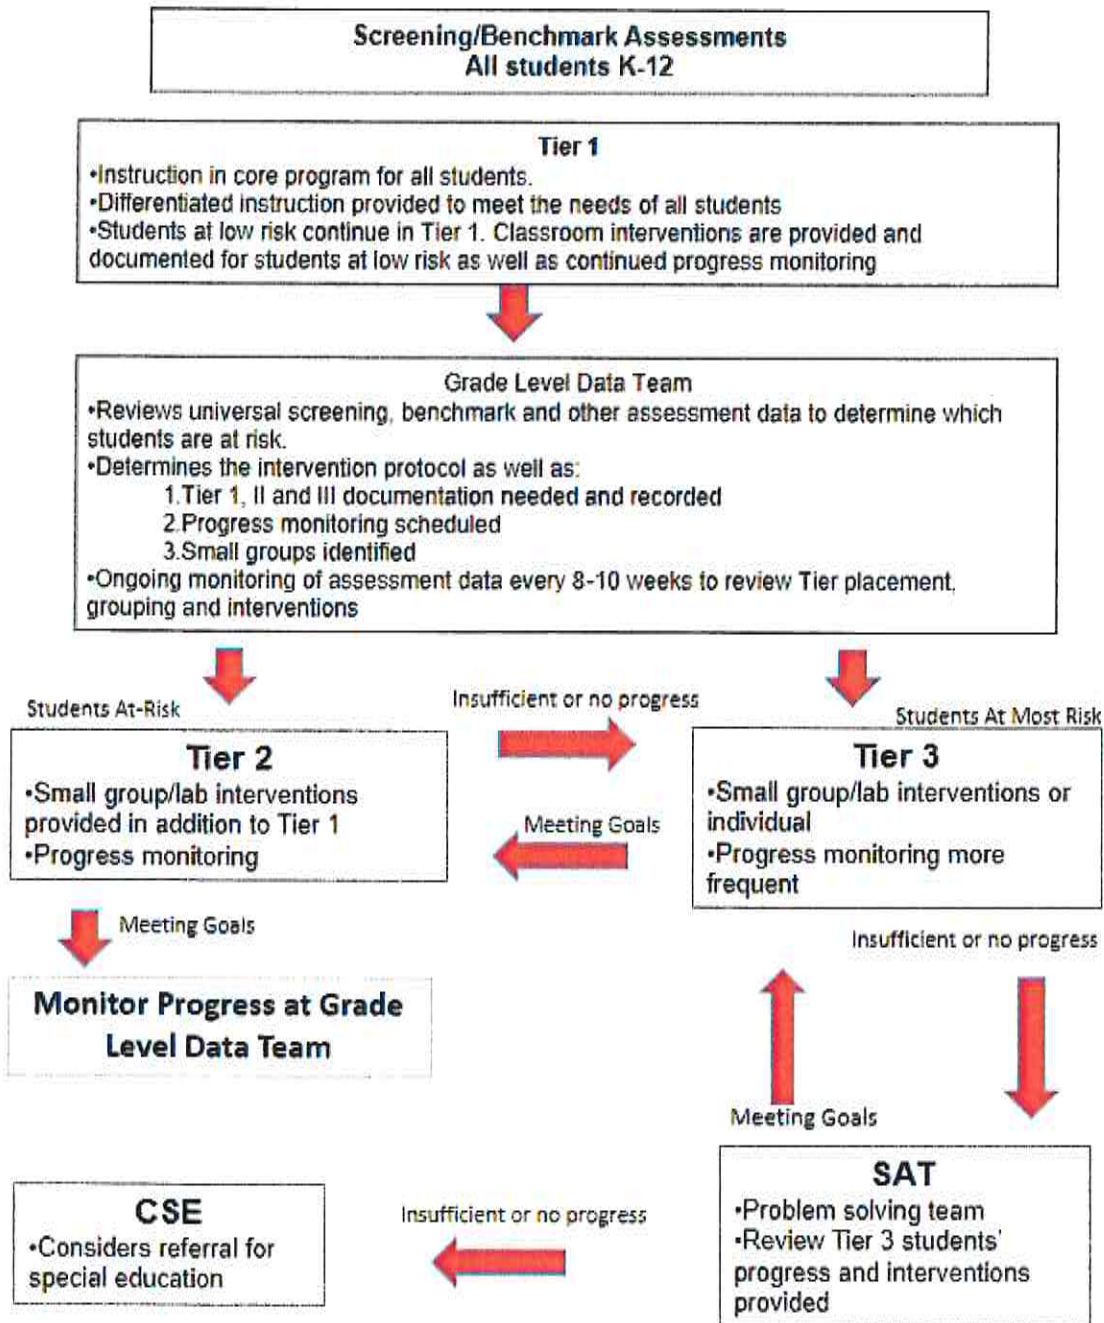 Screening/Benchmark Assessments
All students K-12
Tier 1
•Instruction in core program for all students.
•Differentiated instruction provided to meet the needs of all students
•Students at low risk continue in Tier 1. Classroom interventions are provided and
documented for students at low risk as well as continued progress monitoring
Grade Level Data Team
•Reviews universal screening, benchmark and other assessment data to determine which
students are at risk.
•Determines the intervention protocol as well as:
1.Tier 1, II and III documentation needed and recorded
2.Progress monitoring scheduled
3.Small groups identified
•Ongoing monitoring of assessment data every 8-10 weeks to review Tier placement,
grouping and interventions
Students At-Risk
Insufficient or no progress
Students At Most Risk
Tier 2
•Small group/lab interventions
provided in addition to Tier 1
•Progress monitoring
Meeting Goals
Tier 3
•Small group/lab interventions or
individual
•Progress monitoring more
frequent
Meeting Goals
Insufficient or no progress
Monitor Progress at Grade
Level Data Team
Meeting Goals
SAT
•Problem solving team
•Review Tier 3 students'
progress and interventions
provided
Insufficient or no progress
CSE
•Considers referral for
special education